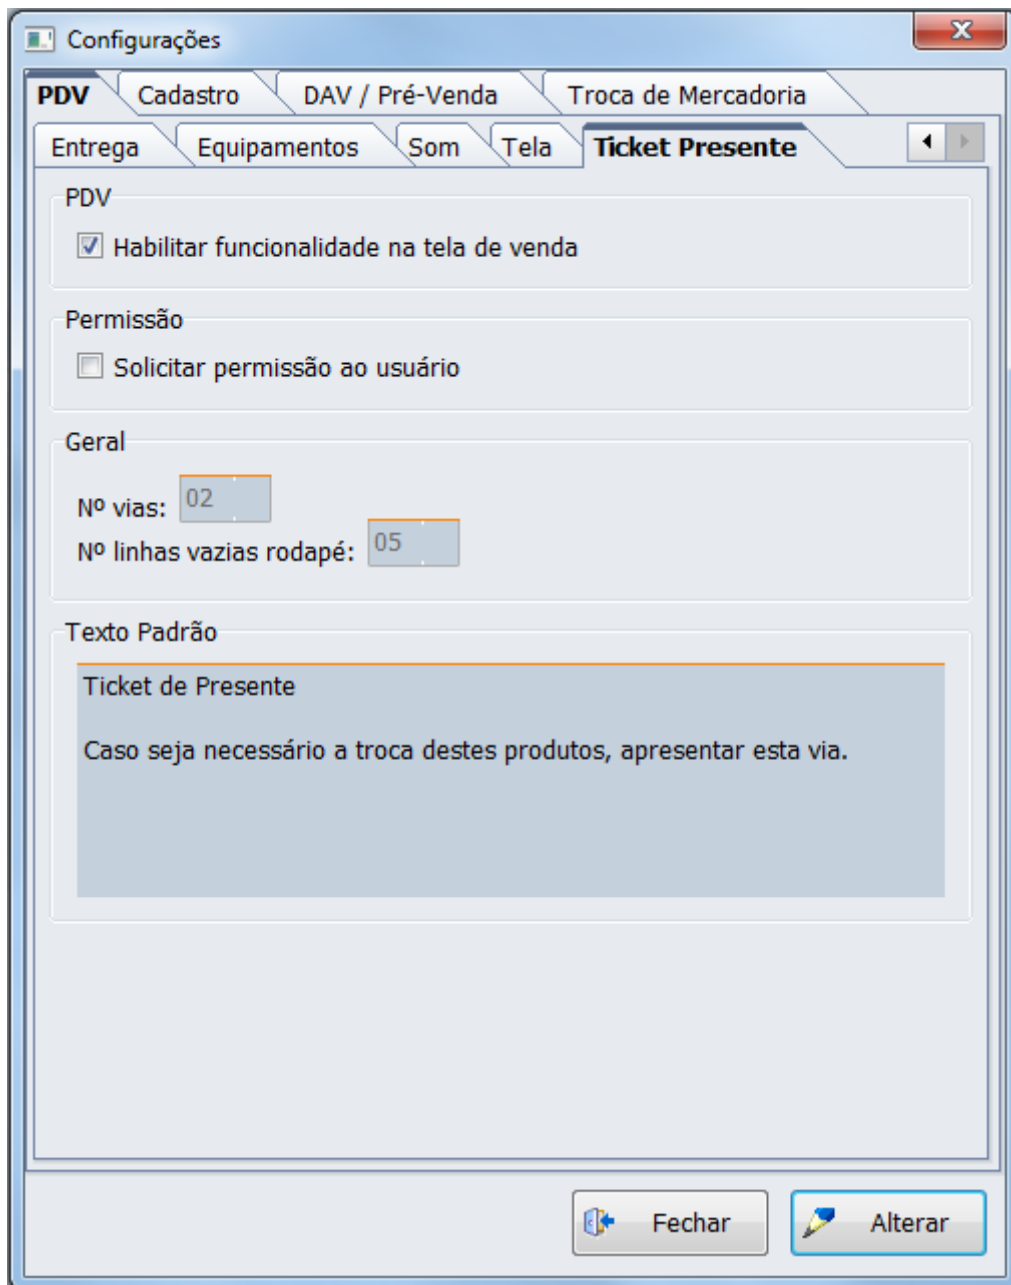 Configurações
PDV Cadastro DAV / Pré-Venda Troca de Mercadoria
Entrega Equipamentos Som Tela Ticket Presente
PDV
Habilitar funcionalidade na tela de venda
Permissão
Solicitar permissão ao usuário
Geral
Nº vias: 02
Nº linhas vazias rodapé: 05
Texto Padrão
Ticket de Presente
Caso seja necessário a troca destes produtos, apresentar esta via.
Fechar Alterar